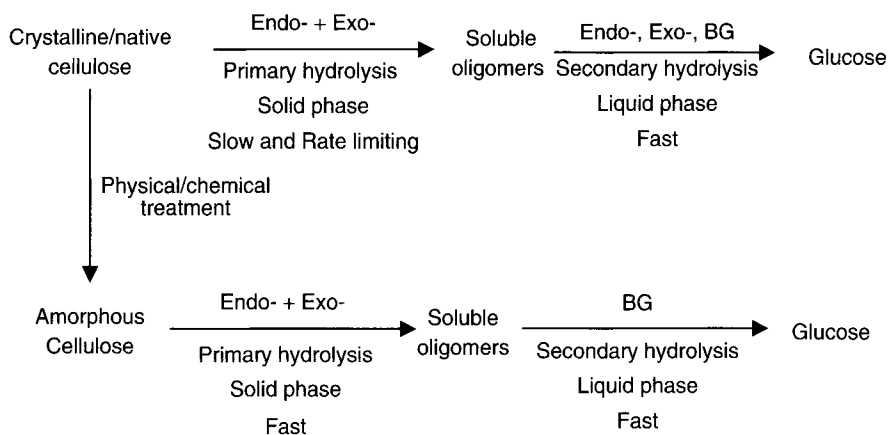 Crystalline/native
cellulose
Endo- + Exo-
Primary hydrolysis
Solid phase
Slow and Rate limiting
Soluble
oligomers
Endo-, Exo-, BG
Secondary hydrolysis
Liquid phase
Fast
Glucose
Physical/chemical
treatment
Amorphous
Cellulose
Endo- + Exo-
Primary hydrolysis
Solid phase
Fast
Soluble
oligomers
BG
Secondary hydrolysis
Liquid phase
Fast
Glucose